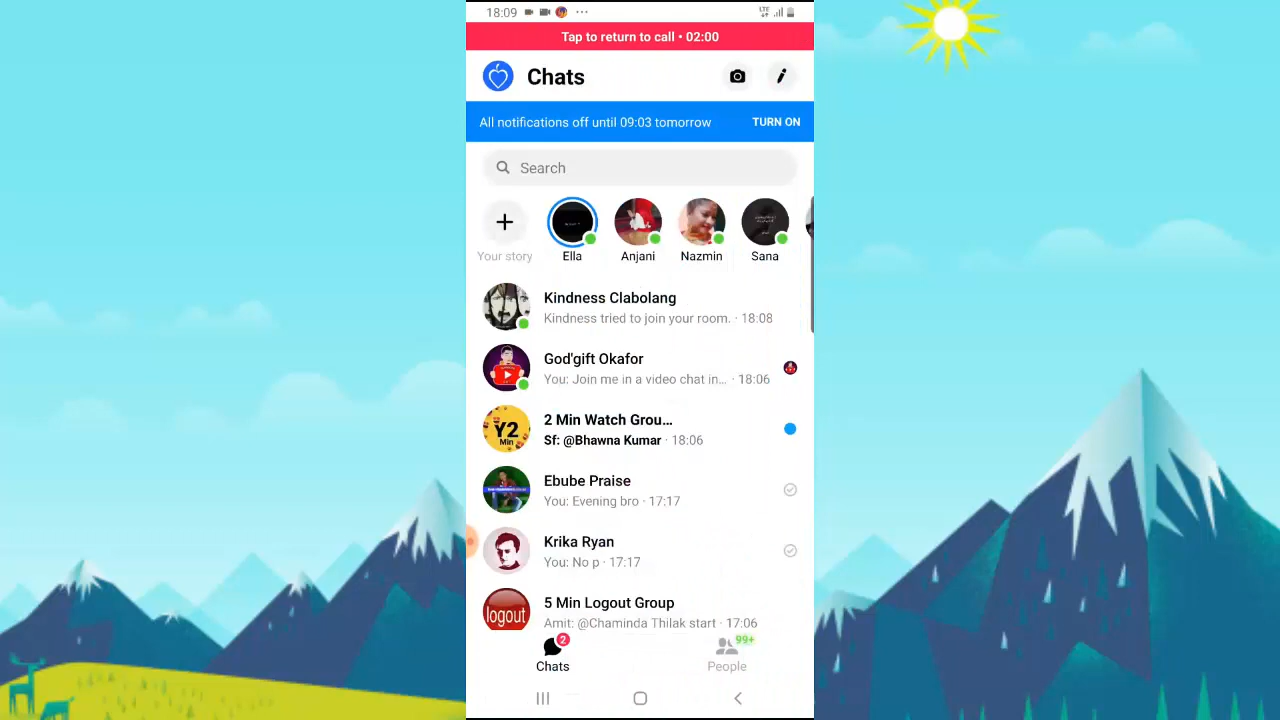 18:09
LTE
Tap to return to call • 02:00
Chats
All notifications off until 09:03 tomorrow
TURN ON
Search
Your story
Ella
Anjani
Nazmin
Sana
Kindness Clabolang
Kindness tried to join your room. · 18:08
God'gift Okafor
You: Join me in a video chat in... · 18:06
2 Min Watch Grou...
Sf: @Bhawna Kumar · 18:06
Y2
Min
Ebube Praise
You: Evening bro · 17:17
Krika Ryan
You: No p · 17:17
5 Min Logout Group
Amit: @Chaminda Thilak start · 17:06
logout
2
99+
Chats
People